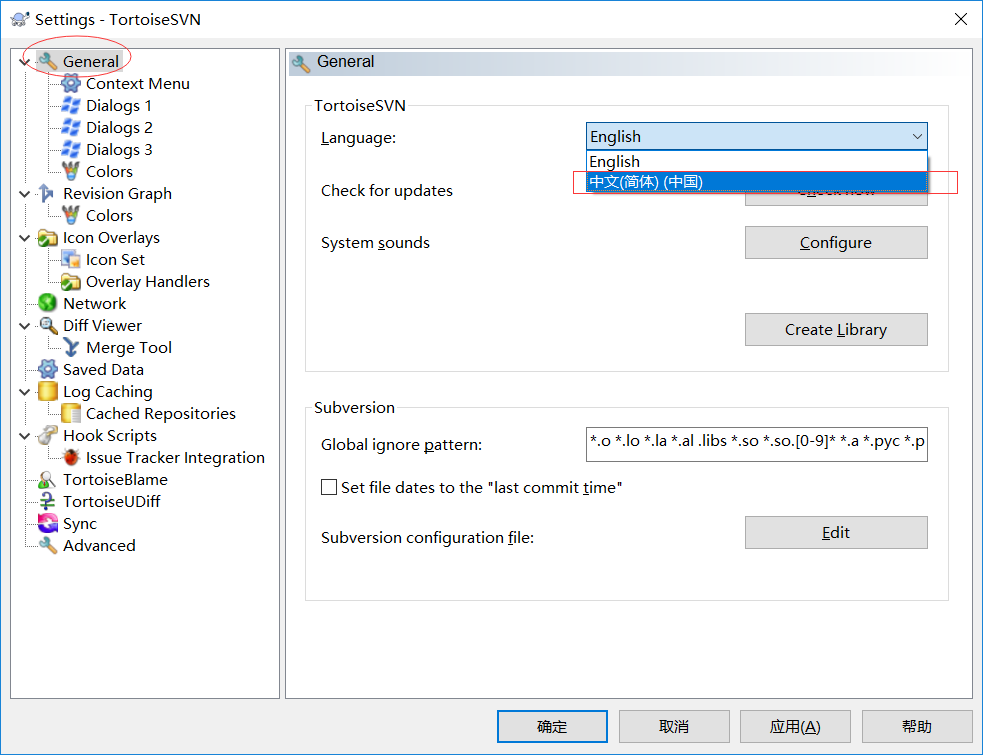 Settings - TortoiseSVN
General
Context Menu
Dialogs 1
Dialogs 2
Dialogs 3
Colors
Revision Graph
Colors
Icon Overlays
Icon Set
Overlay Handlers
Network
Diff Viewer
Merge Tool
Saved Data
Log Caching
Cached Repositories
Hook Scripts
Issue Tracker Integration
TortoiseBlame
TortoiseUDiff
Sync
Advanced
General
TortoiseSVN
Language:
English
English
中文(简体) (中国)
Check for updates
System sounds
Configure
Create Library
Subversion
Global ignore pattern:
*.o *.lo *.la *.al .libs *.so *.so.[0-9]* *.a *.pyc *.p
Set file dates to the "last commit time"
Subversion configuration file:
Edit
确定
取消
应用(A)
帮助